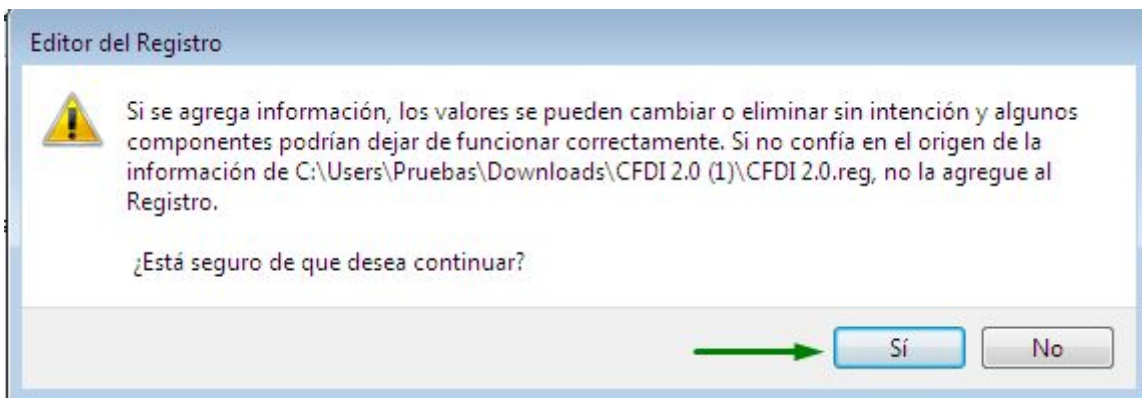 Editor del Registro
Si se agrega información, los valores se pueden cambiar o eliminar sin intención y algunos
componentes podrían dejar de funcionar correctamente. Si no confía en el origen de la
información de C:\Users\Pruebas\Downloads\CFDI 2.0 (1)\CFDI 2.0.reg, no la agregue al
Registro.
¿Está seguro de que desea continuar?
Sí No